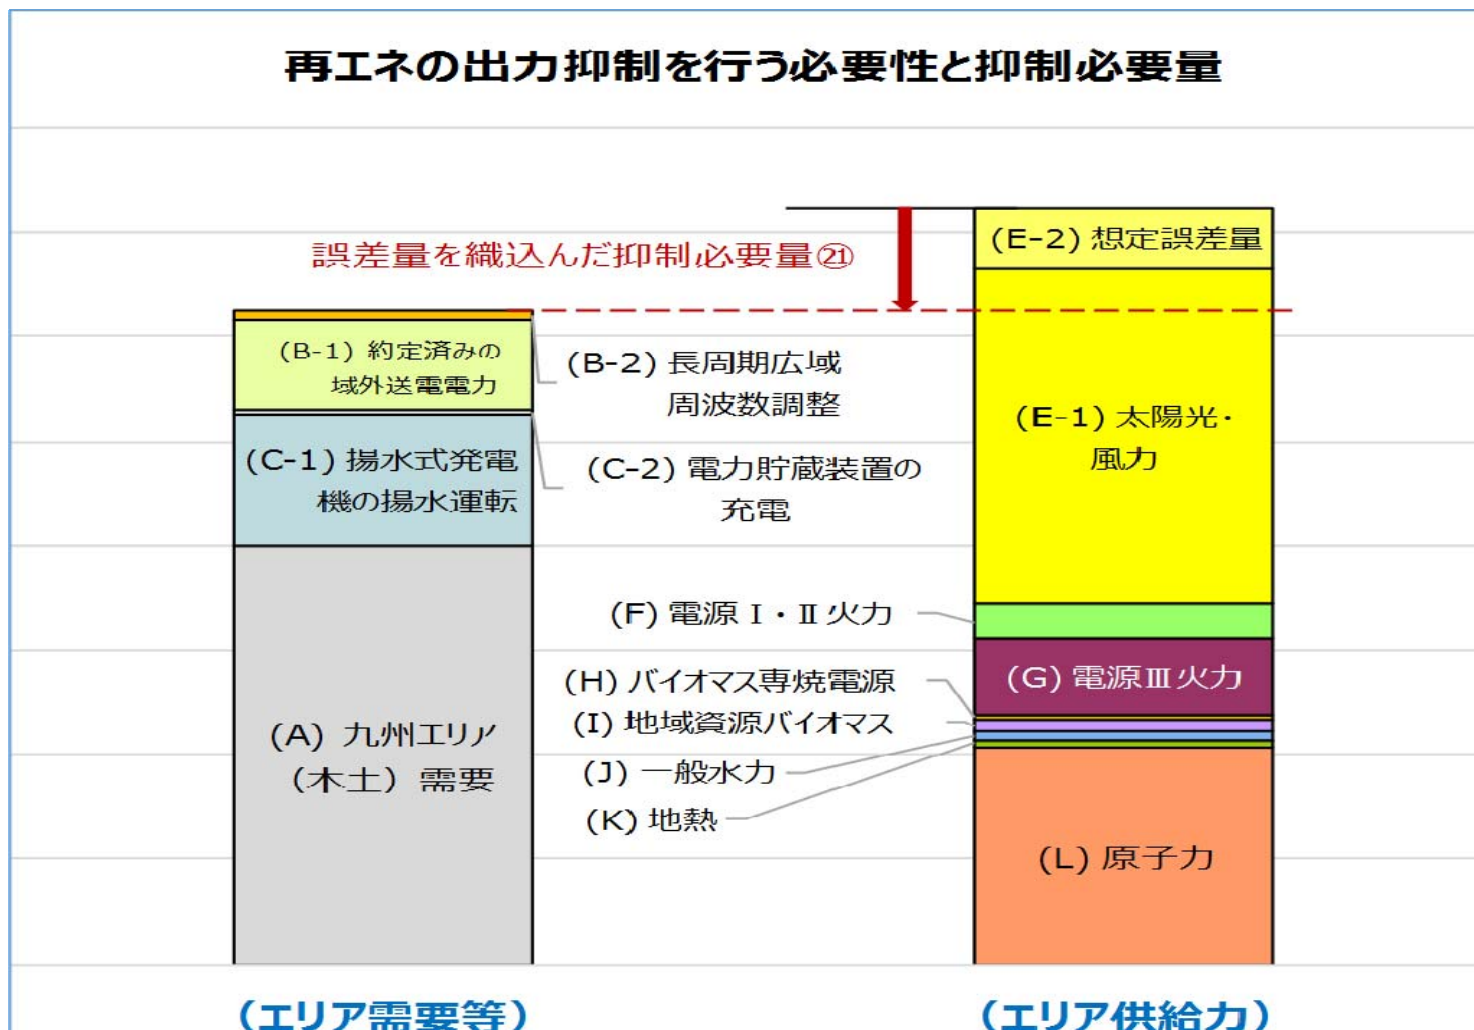 再エネの出力抑制を行う必要性と抑制必要量
誤差量を織込んだ抑制必要量㉑
(B-1) 約定済みの
域外送電電力
(C-1) 揚水式発電
機の揚水運転
(A) 九州エリア
（本土）需要
(B-2) 長周期広域
周波数調整
(C-2) 電力貯蔵装置の
充電
(F) 電源Ⅰ・Ⅱ火力
(H) バイオマス専焼電源
(I) 地域資源バイオマス
(J) 一般水力
(K) 地熱
(E-2) 想定誤差量
(E-1) 太陽光・
風力
(G) 電源Ⅲ火力
(L) 原子力
（エリア需要等）
（エリア供給力）